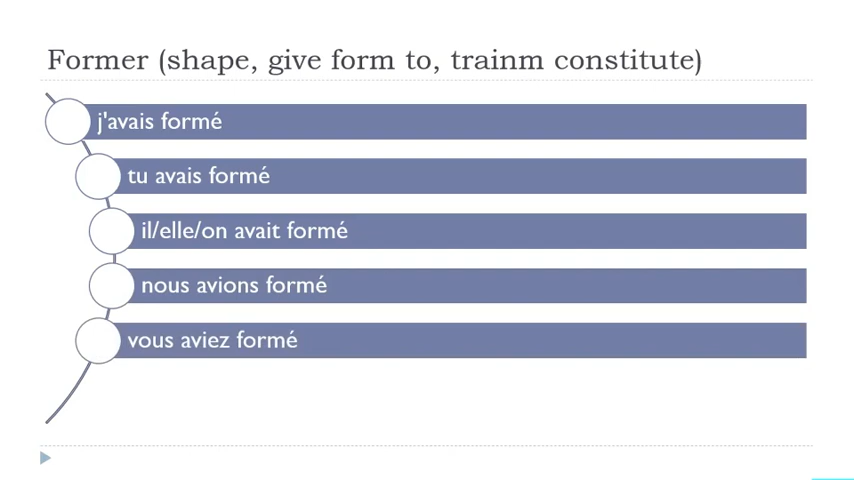 Former (shape, give form to, trainm constitute)
j'avais formé
tu avais formé
il/elle/on avait formé
nous avions formé
vous aviez formé